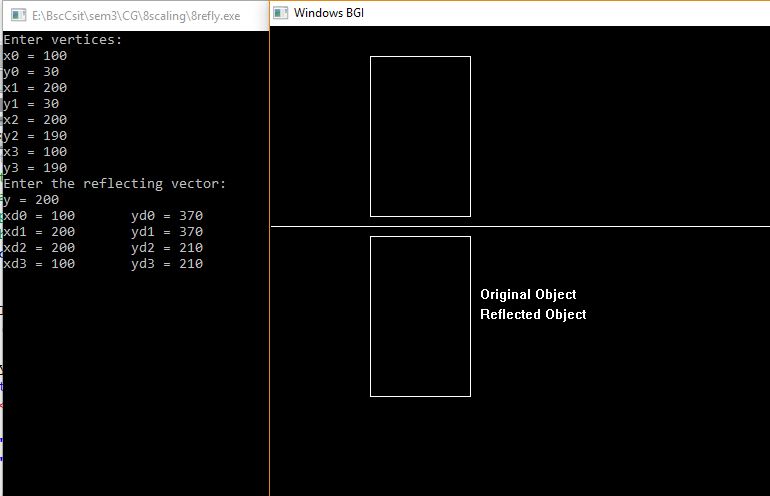 E:\BscCsit\sem3\CG\8scaling\8refly.exe
Enter vertices:
x0 = 100
y0 = 30
x1 = 200
y1 = 30
x2 = 200
y2 = 190
x3 = 100
y3 = 190
Enter the reflecting vector:
y = 200
xd0 = 100 yd0 = 370
xd1 = 200 yd1 = 370
xd2 = 200 yd2 = 210
xd3 = 100 yd3 = 210
Windows BGI
Original Object
Reflected Object